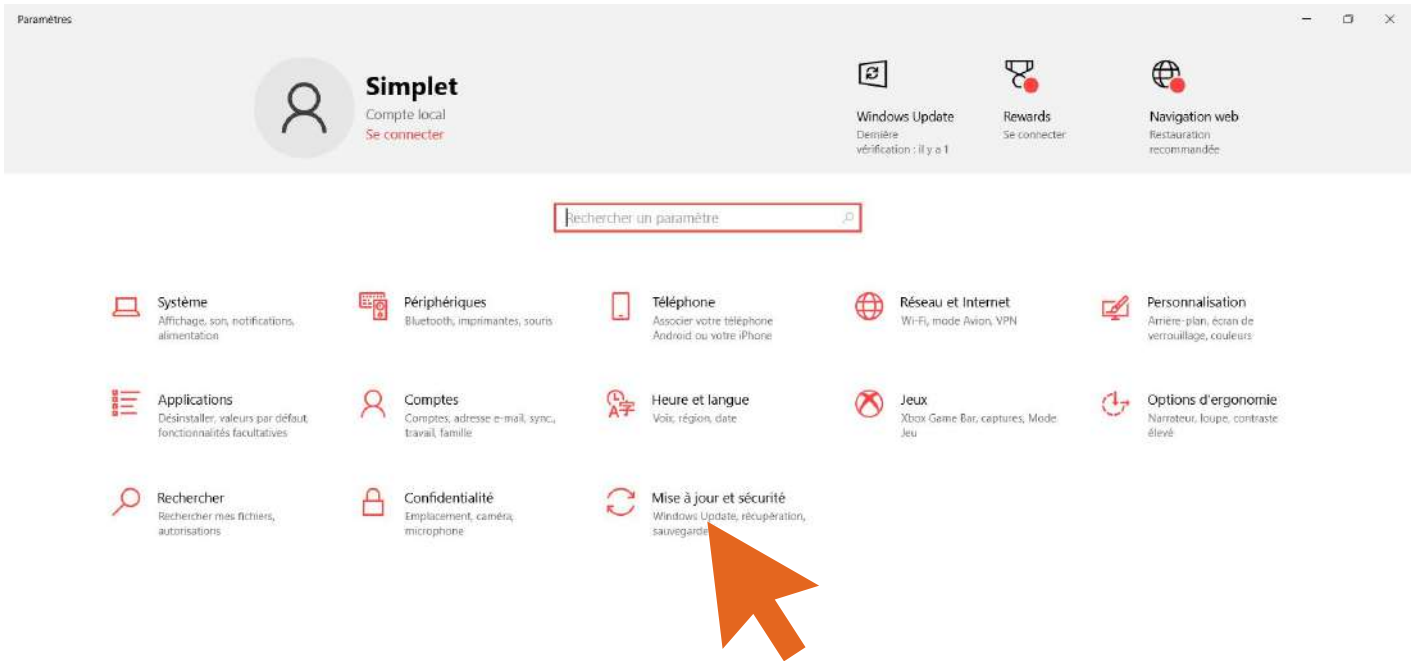 Paramètres
Simplet
Compte local
Se connecter
Windows Update
Dernière
vérification : il y a 1
Rewards
Se connecter
Navigation web
Restauration
recommandée
Rechercher un paramètre
Système
Affichage, son, notifications,
alimentation
Périphériques
Bluetooth, imprimantes, souris
Téléphone
Associer votre téléphone
Android ou votre iPhone
Réseau et Internet
Wi-Fi, mode Avion, VPN
Personnalisation
Arrière-plan, écran de
verrouillage, couleurs
Applications
Désinstaller, valeurs par défaut,
fonctionnalités facultatives
Comptes
Comptes, adresse e-mail, sync.,
travail, famille
Heure et langue
Voix, région, date
Jeux
Xbox Game Bar, captures, Mode
Jeu
Options d'ergonomie
Narrateur, loupe, contraste
élevé
Rechercher
Rechercher mes fichiers,
autorisations
Confidentialité
Emplacement, caméra,
microphone
Mise à jour et sécurité
Windows Update, récupération,
sauvegarde